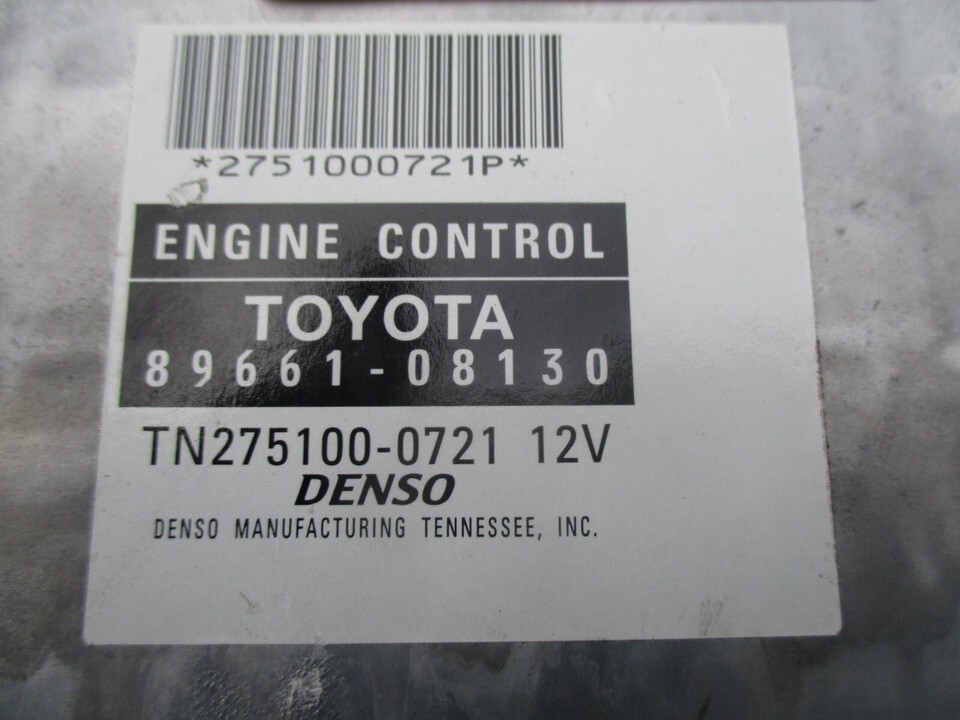 *2751000721P*
ENGINE CONTROL
TOYOTA
89661-08130
TN275100-0721 12V
DENSO
DENSO MANUFACTURING TENNESSEE, INC.